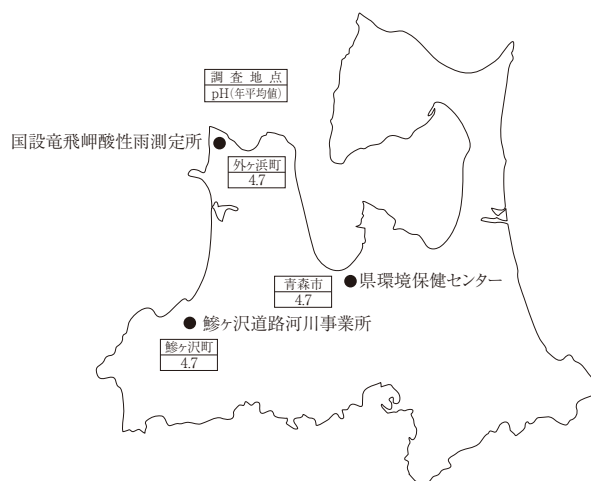 調査地点
pH(年平均値)
国設竜飛岬酸性雨測定所
外ヶ浜町
4.7
青森市
4.7
県環境保健センター
鰺ヶ沢道路河川事業所
鰺ヶ沢町
4.7